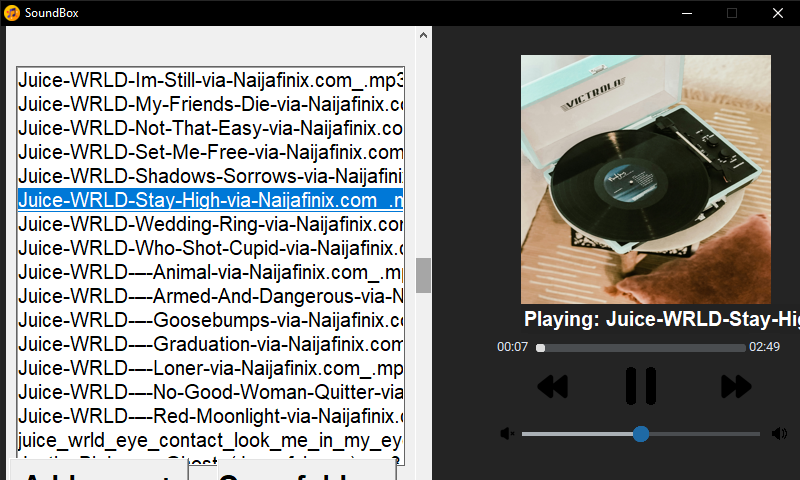 SoundBox
Juice-WRLD-Im-Still-via-Naijafinix.com_.mp3
Juice-WRLD-My-Friends-Die-via-Naijafinix.co
Juice-WRLD-Not-That-Easy-via-Naijafinix.co
Juice-WRLD-Set-Me-Free-via-Naijafinix.com
Juice-WRLD-Shadows-Sorrows-via-Naijafini
Juice-WRLD-Stay-High-via-Naijafinix.com_.m
Juice-WRLD-Wedding-Ring-via-Naijafinix.co
Juice-WRLD-Who-Shot-Cupid-via-Naijafinix.c
Juice-WRLD-–-Animal-via-Naijafinix.com_.mp
Juice-WRLD-–-Armed-And-Dangerous-via-N
Juice-WRLD-–-Goosebumps-via-Naijafinix.c
Juice-WRLD-–-Graduation-via-Naijafinix.com
Juice-WRLD-–-Loner-via-Naijafinix.com_.mp
Juice-WRLD-–-No-Good-Woman-Quitter-via
Juice-WRLD-–-Red-Moonlight-via-Naijafinix.c
juice_wrld_eye_contact_look_me_in_my_ey
VICTROLA
Playing: Juice-WRLD-Stay-Hig
00:07
02:49